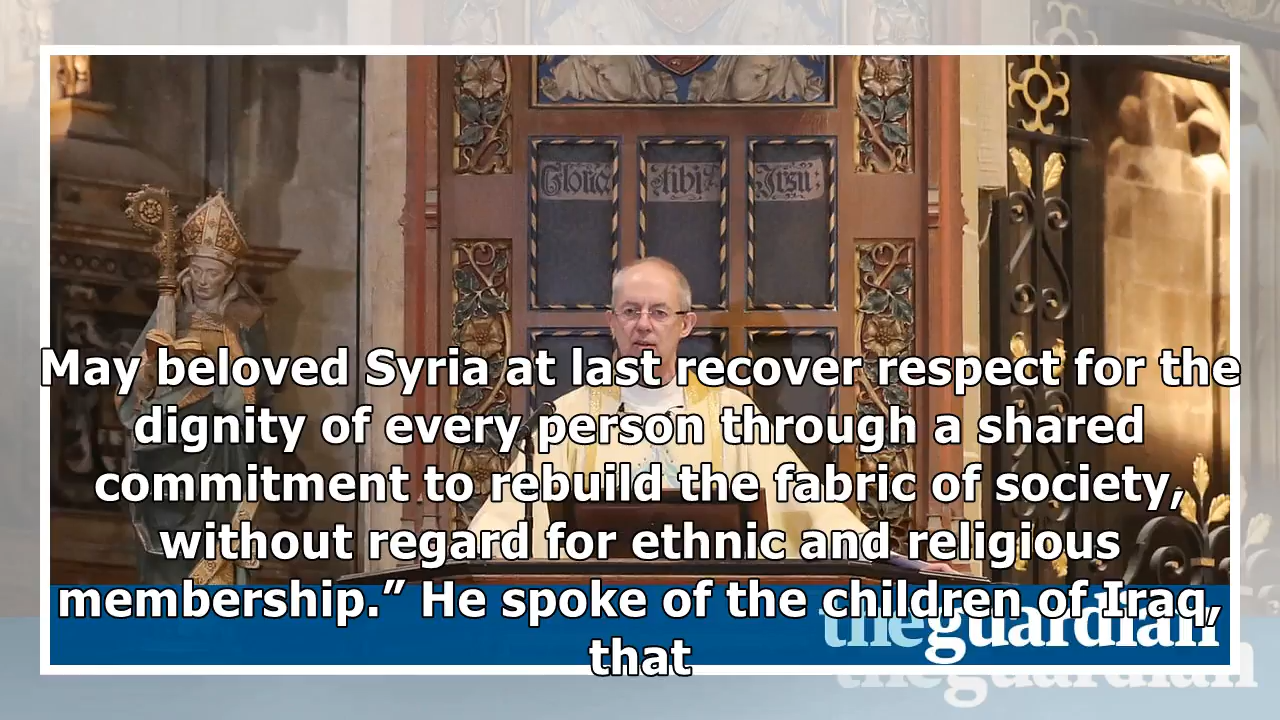 Gloria tibi Jesu:
May beloved Syria at last recover respect for the
dignity of every person through a shared
commitment to rebuild the fabric of society,
without regard for ethnic and religious
membership.” He spoke of the children of Iraq,
that
theguardian
theguardian